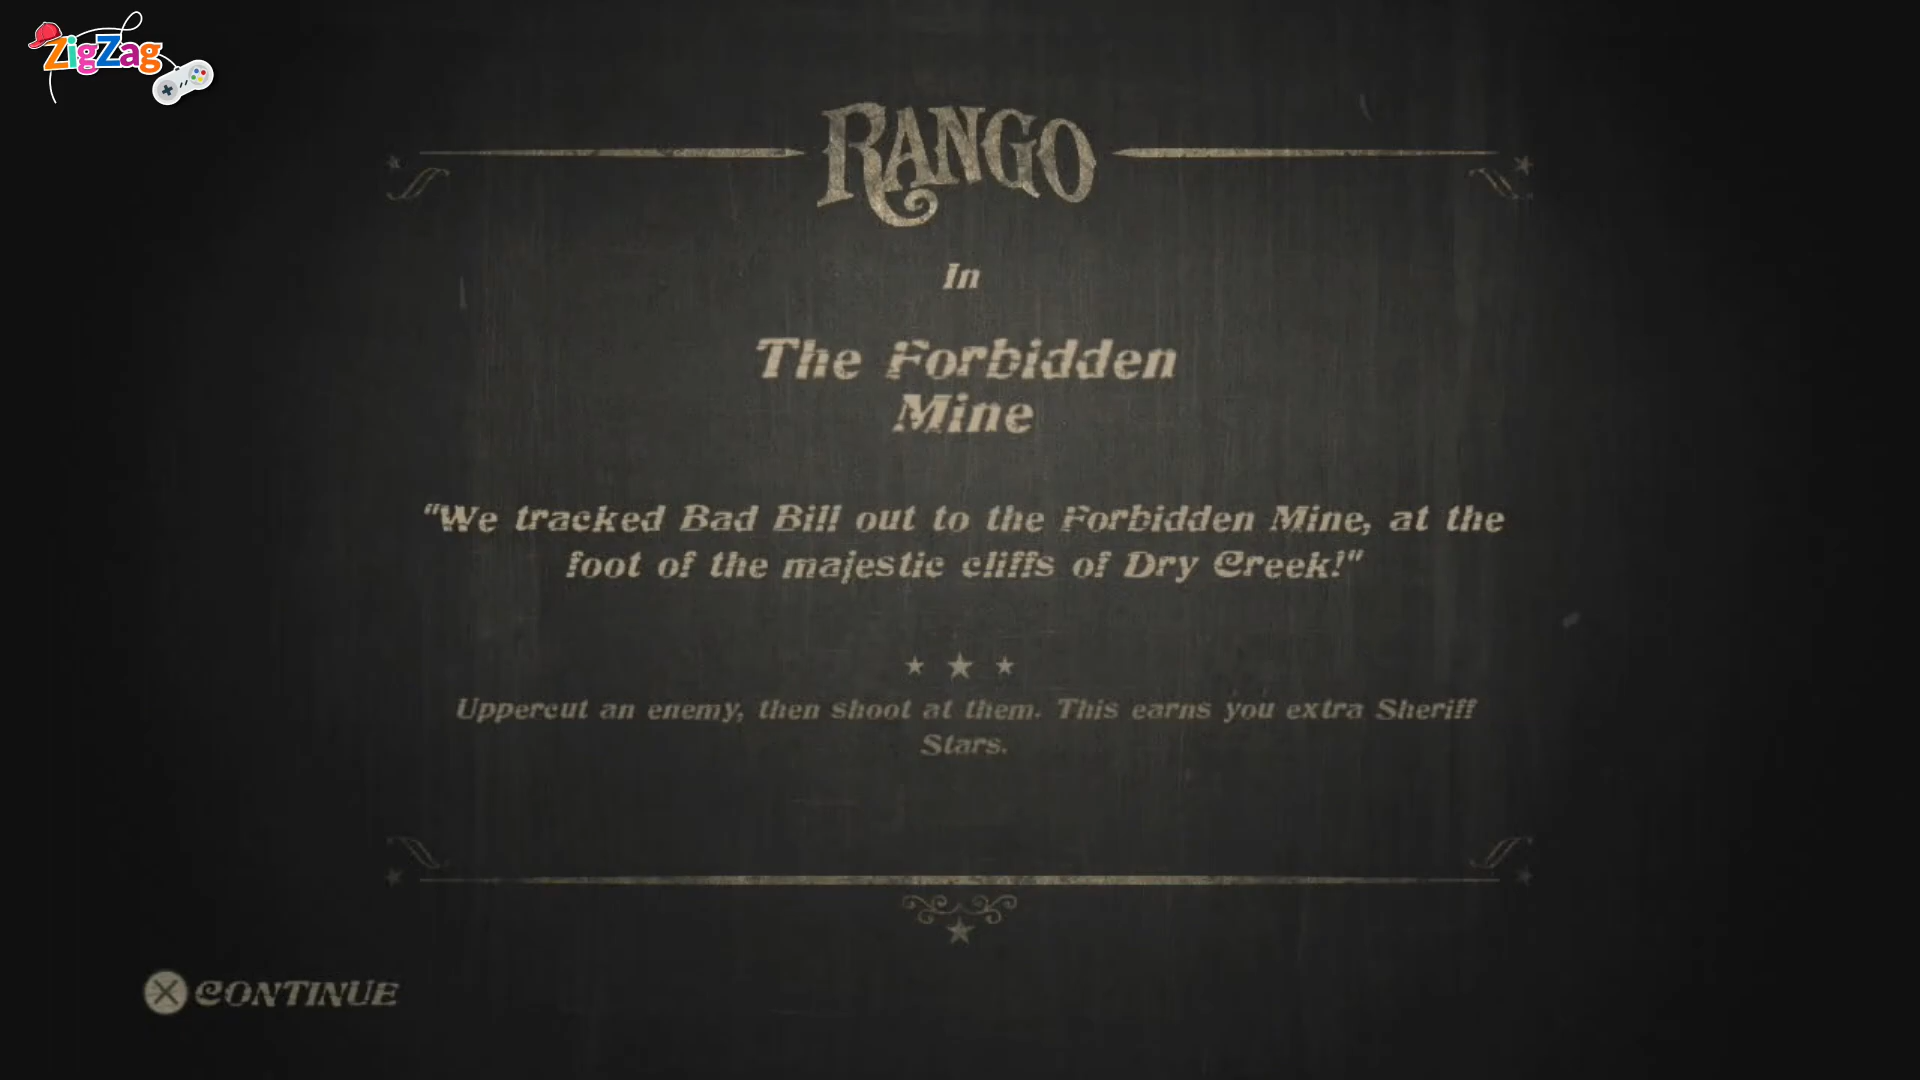 ZigZag
RANGO
In
The Forbidden
Mine
"We tracked Bad Bill out to the Forbidden Mine, at the
foot of the majestic cliffs of Dry Creek!"
Uppercut an enemy, then shoot at them. This earns you extra Sheriff
Stars.
CONTINUE